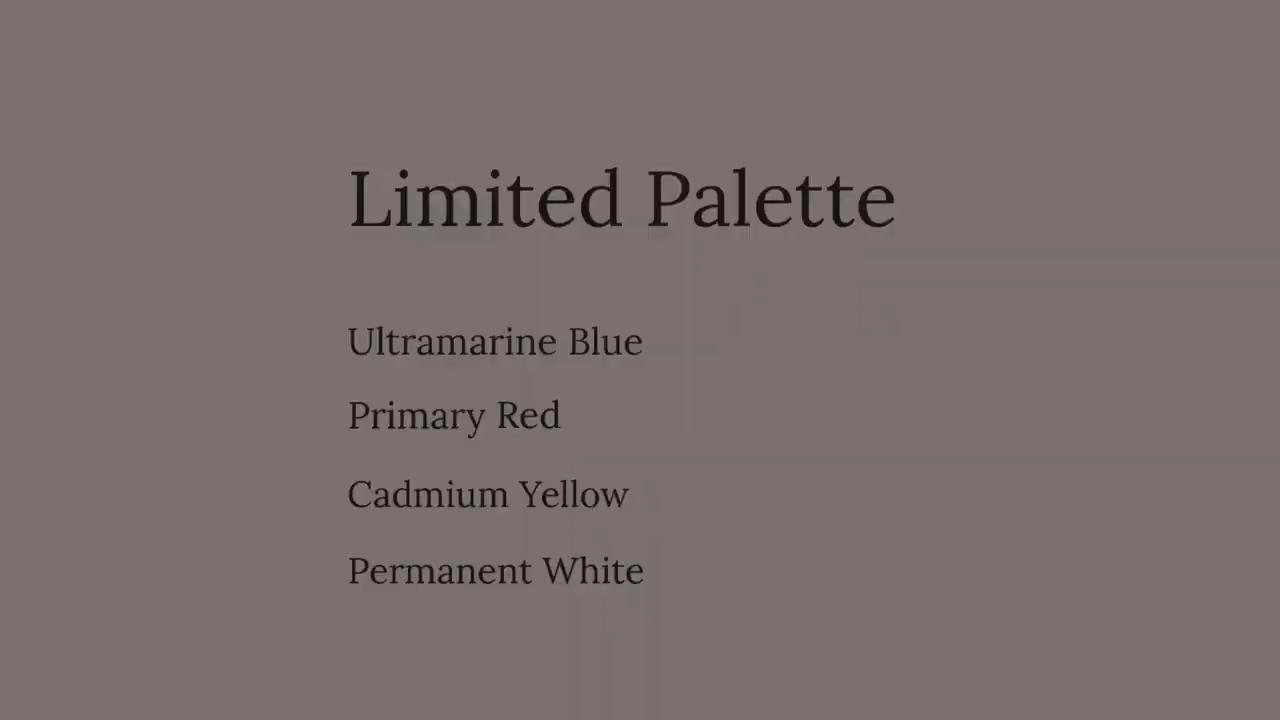 Limited Palette
Ultramarine Blue
Primary Red
Cadmium Yellow
Permanent White